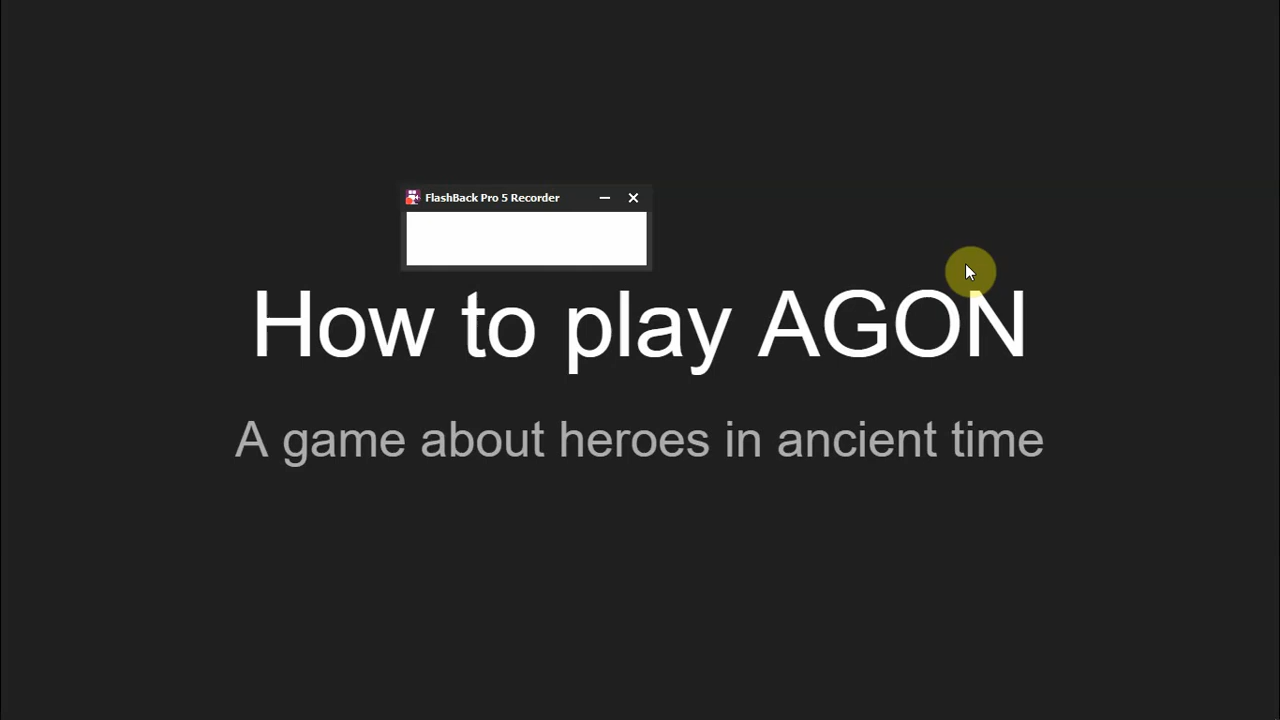 FlashBack Pro 5 Recorder
How to play AGON
A game about heroes in ancient time